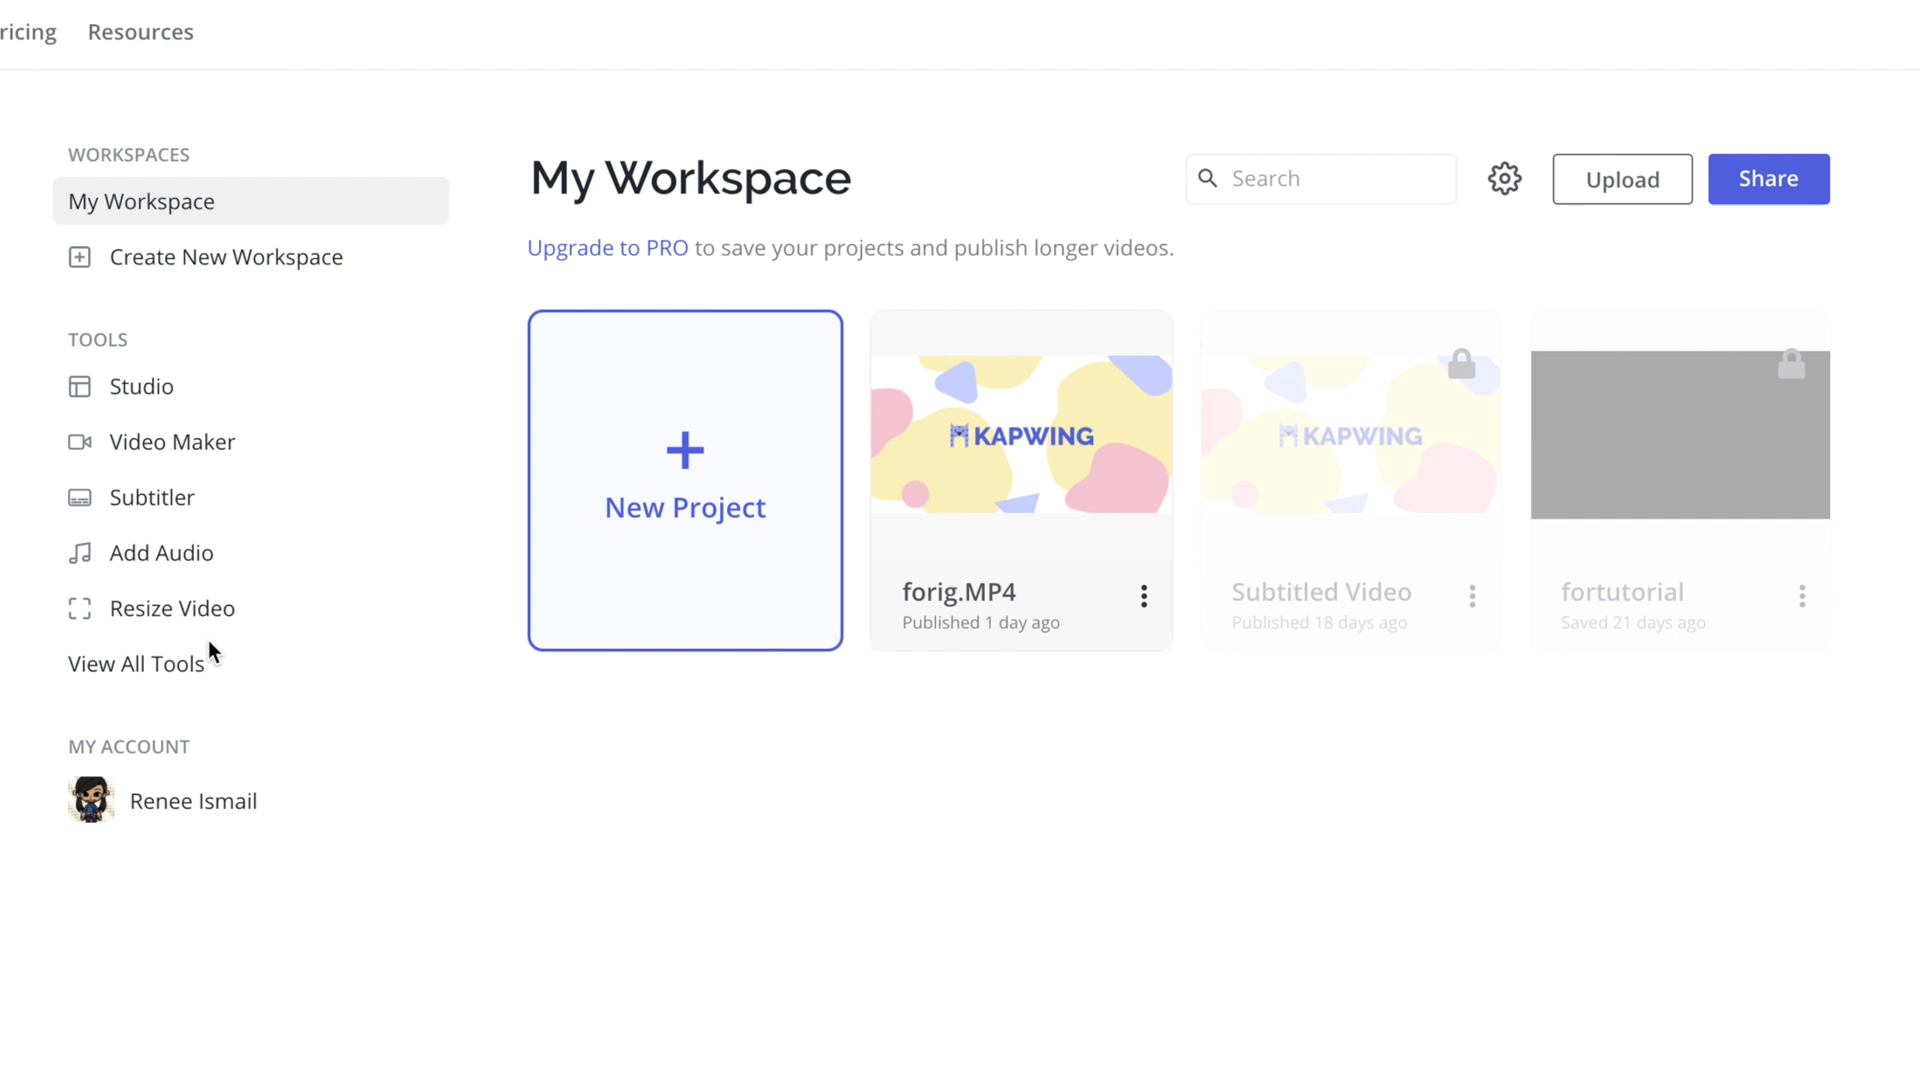 Resources
WORKSPACES
My Workspace
Create New Workspace
TOOLS
Studio
Video Maker
Subtitler
Add Audio
Resize Video
View All Tools
MY ACCOUNT
Renee Ismail
My Workspace
Search
Upload
Share
Upgrade to PRO to save your projects and publish longer videos.
New Project
KAPWING
forig.MP4
Published 1 day ago
KAPWING
Subtitled Video
Published 18 days ago
fortutorial
Saved 21 days ago